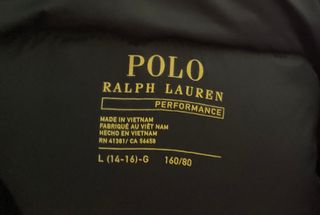 POLO
RALPH LAUREN
PERFORMANCE
MADE IN VIETNAM
FABRIQUÉ AU VIÊT NAM
HECHO EN VIETNAM
RN 41381/ CA 56658
L (14-16)-G 160/80